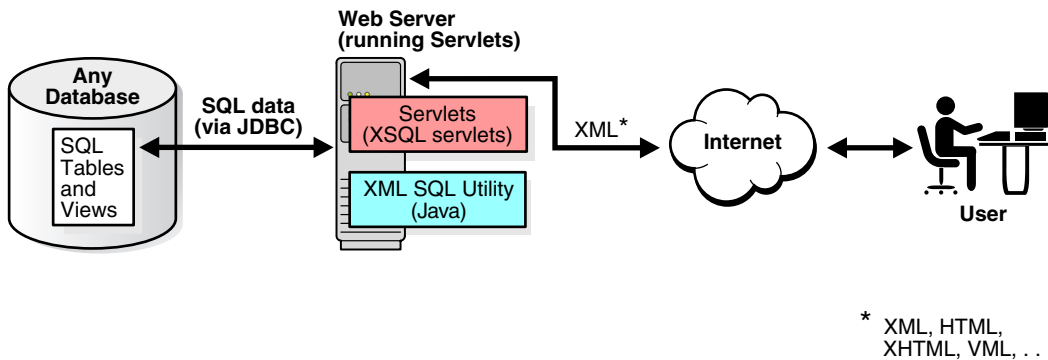 Web Server
(running Servlets)
Any
Database
SQL data
(via JDBC)
SQL
Tables
and
Views
Servlets
(XSQL servlets)
XML SQL Utility
(Java)
XML*
Internet
User
* XML, HTML,
XHTML, VML, . .